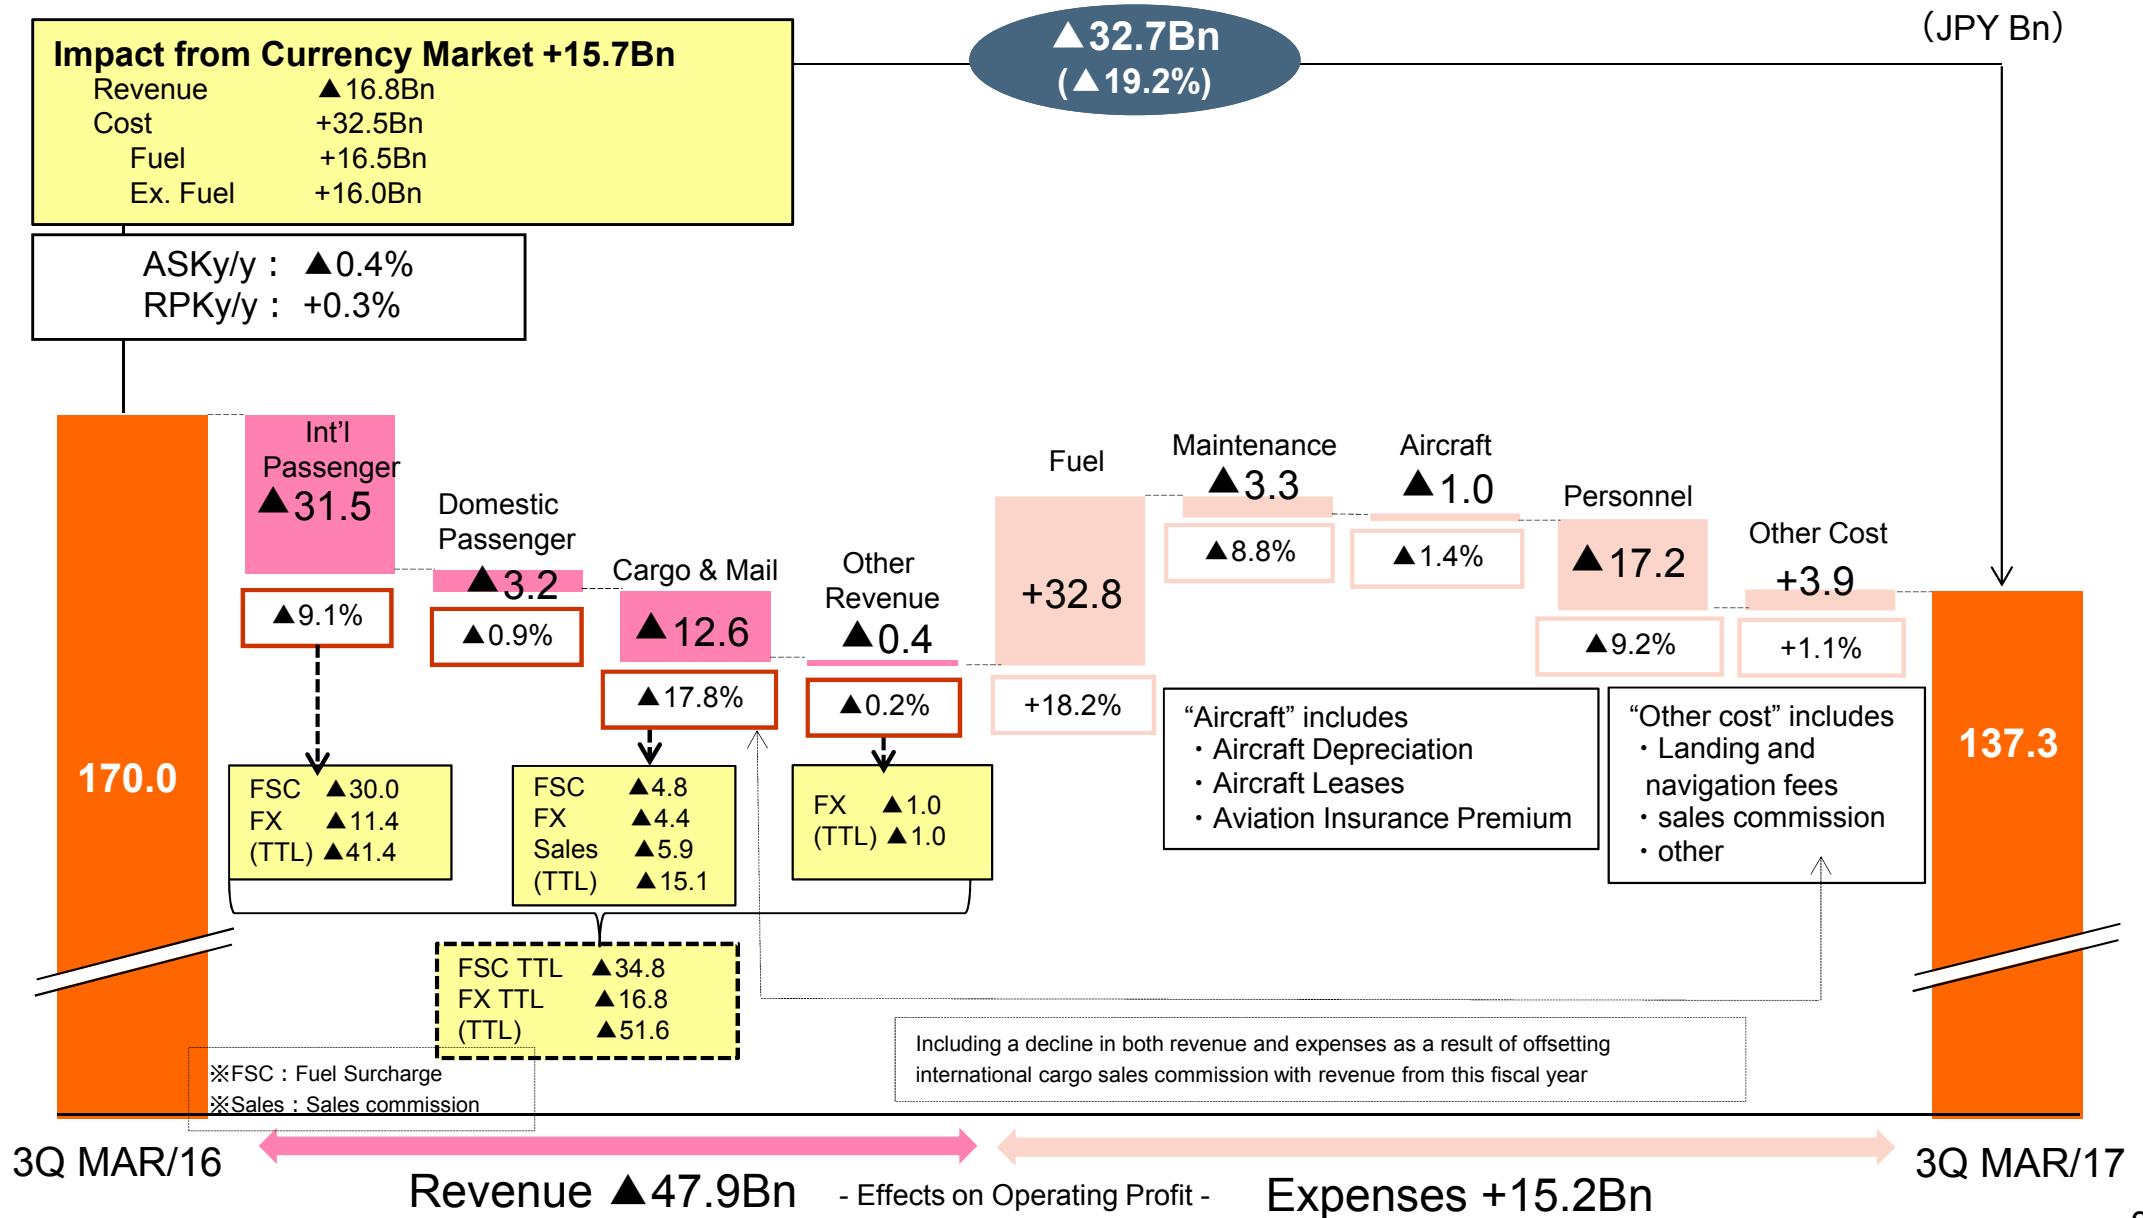 (JPY Bn)
Impact from Currency Market +15.7Bn
Revenue ▲16.8Bn
Cost +32.5Bn
Fuel +16.5Bn
Ex. Fuel +16.0Bn
▲32.7Bn
(▲19.2%)
ASKy/y : ▲0.4%
RPKy/y : +0.3%
170.0
Int’l
Passenger
▲31.5
▲9.1%
Domestic
Passenger
▲3.2
▲0.9%
Cargo & Mail
▲12.6
▲17.8%
Other
Revenue
▲0.4
▲0.2%
Fuel
+32.8
+18.2%
Maintenance
▲3.3
▲8.8%
Aircraft
▲1.0
▲1.4%
Personnel
▲17.2
▲9.2%
Other Cost
+3.9
+1.1%
137.3
FSC ▲30.0
FX ▲11.4
(TTL) ▲41.4
FSC ▲4.8
FX ▲4.4
Sales ▲5.9
(TTL) ▲15.1
FX ▲1.0
(TTL) ▲1.0
“Aircraft” includes
・Aircraft Depreciation
・Aircraft Leases
・Aviation Insurance Premium
“Other cost” includes
・Landing and
navigation fees
・sales commission
・other
FSC TTL ▲34.8
FX TTL ▲16.8
(TTL) ▲51.6
※FSC : Fuel Surcharge
※Sales : Sales commission
Including a decline in both revenue and expenses as a result of offsetting
international cargo sales commission with revenue from this fiscal year
3Q MAR/16
3Q MAR/17
Revenue ▲47.9Bn
- Effects on Operating Profit -
Expenses +15.2Bn